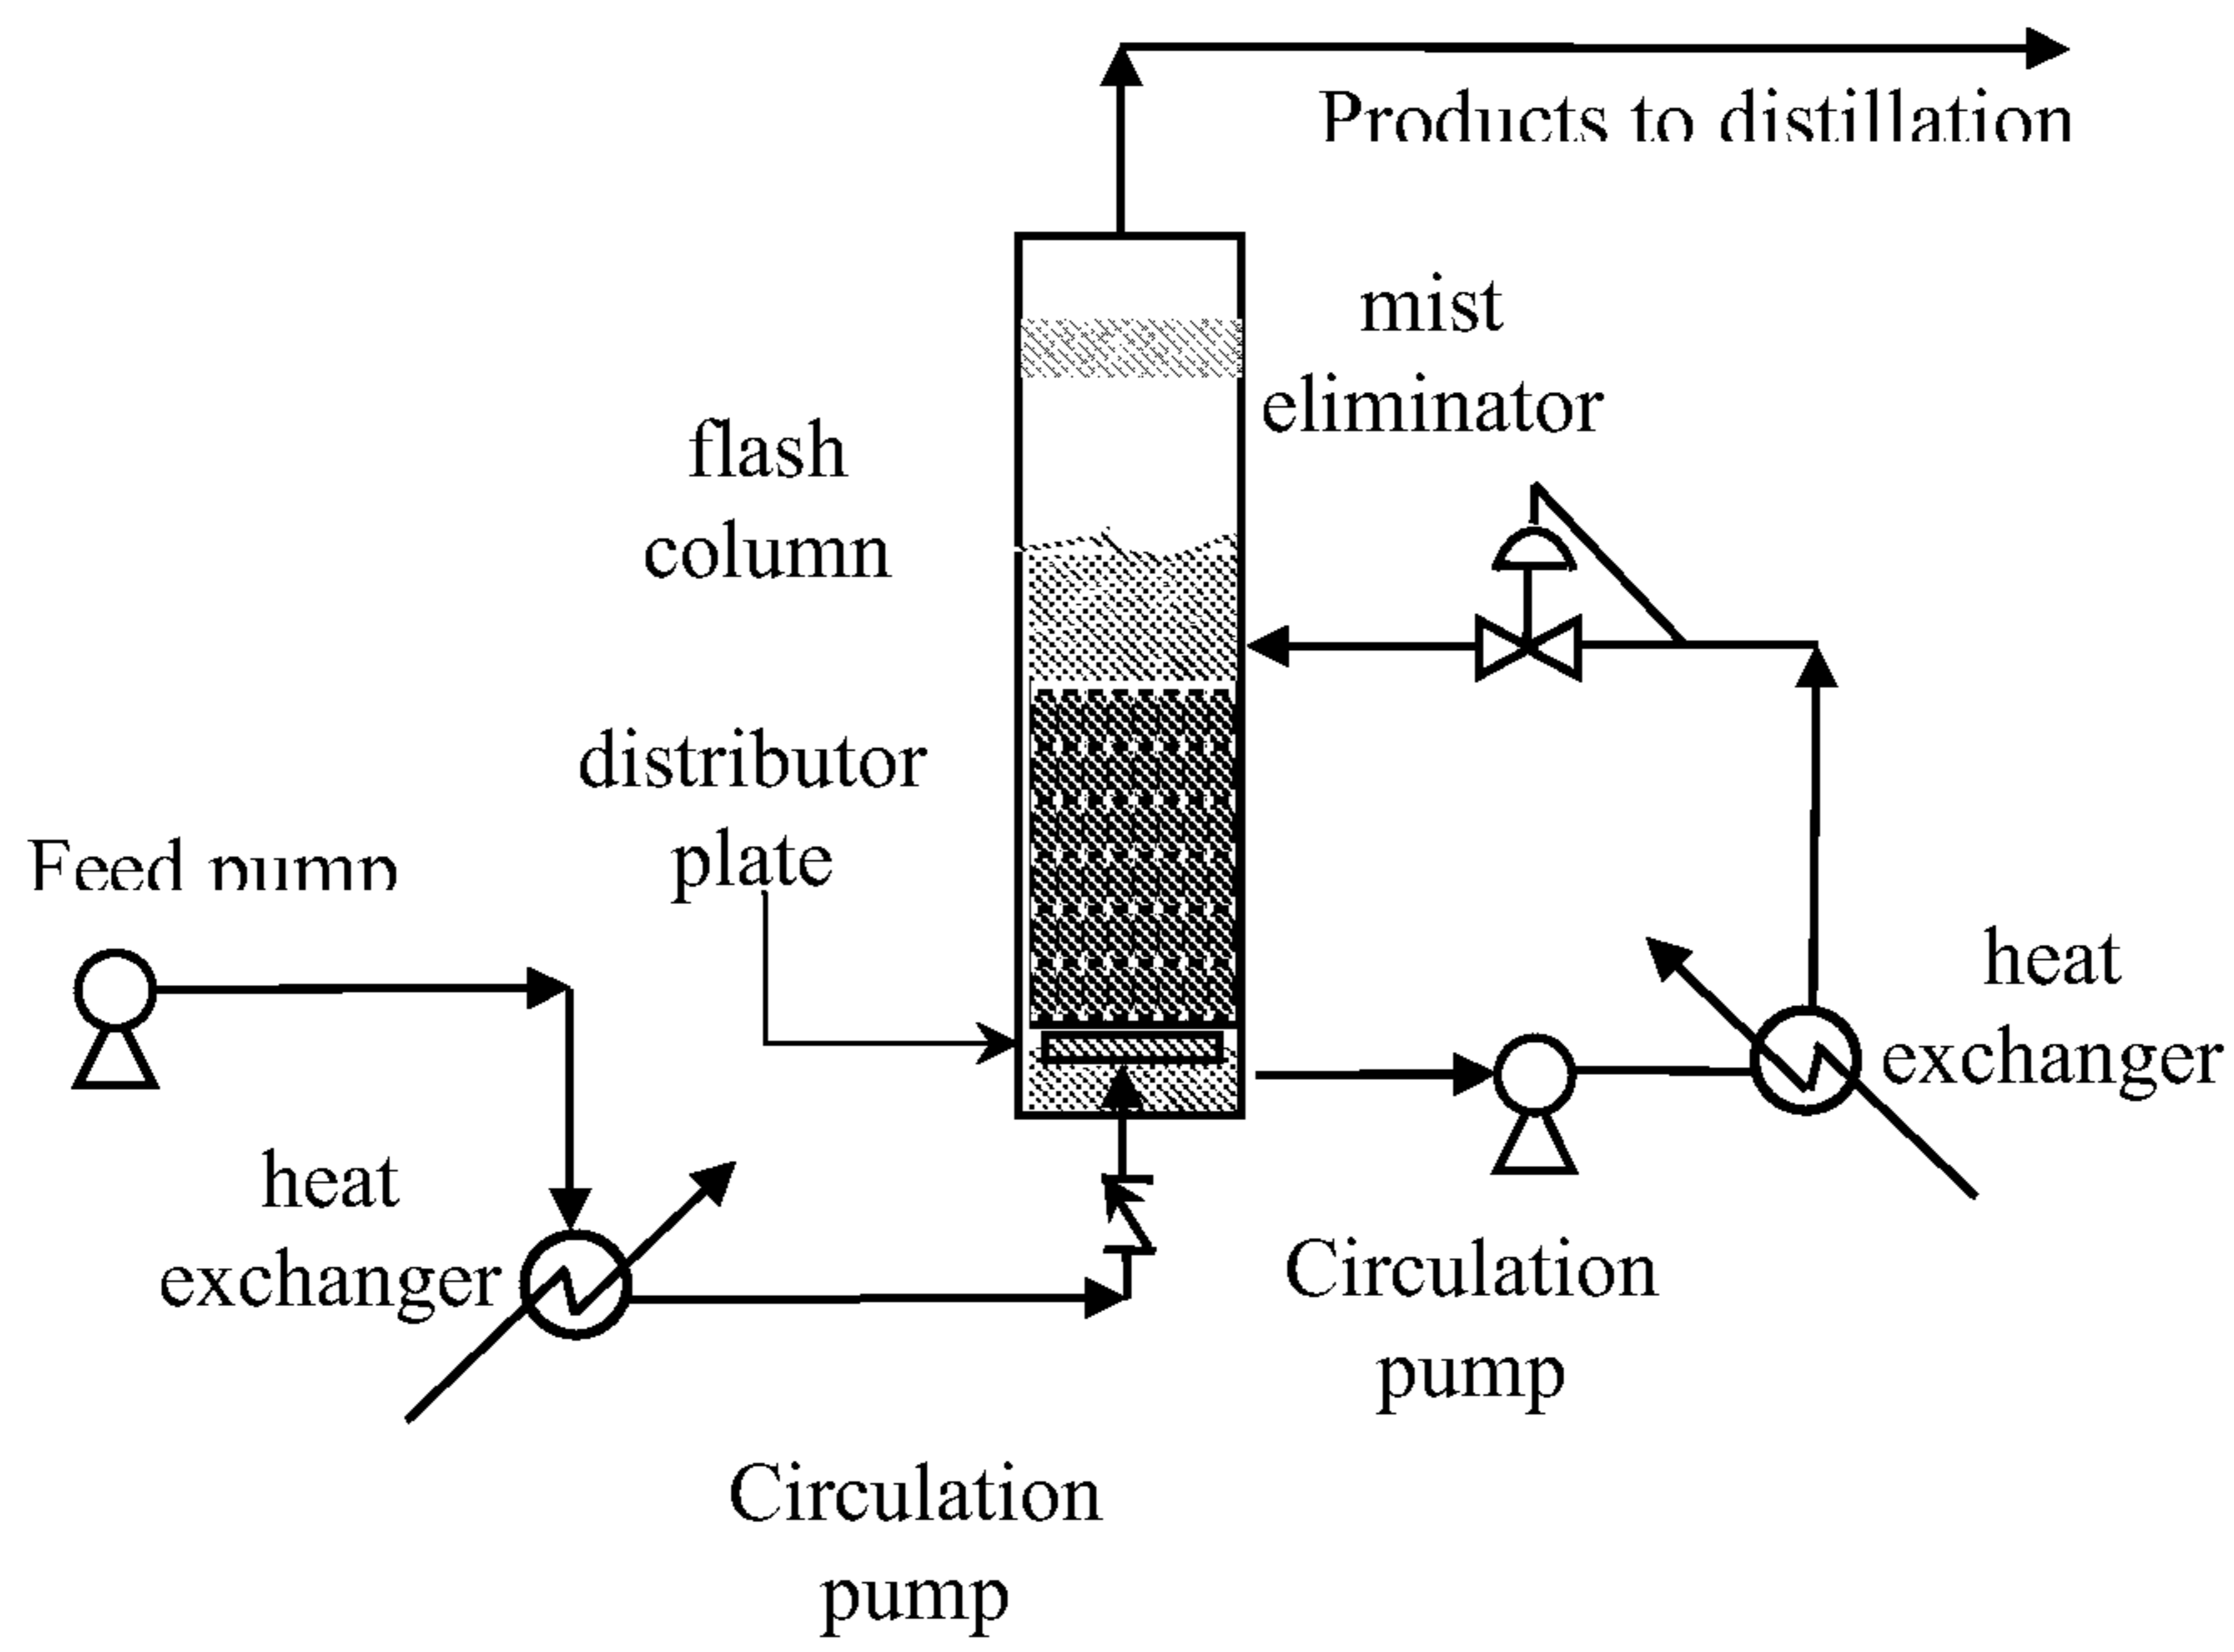 Products to distillation
mist
eliminator
flash
column
distributor
plate
Feed pump
heat
exchanger
heat
exchanger
Circulation
pump
Circulation
pump